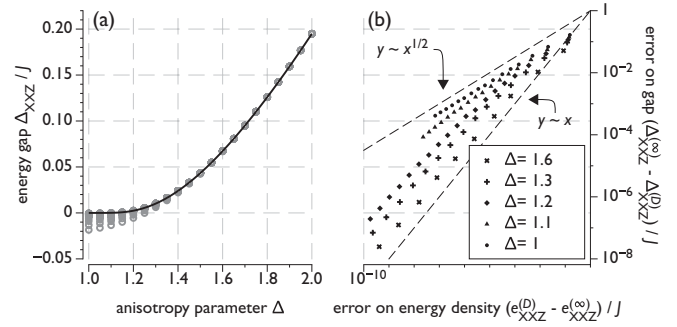 (a)
0.20
0.15
0.10
0.05
0
−0.05
1.0 1.2 1.4 1.6 1.8 2.0
energy gap Δ_XXZ / J
anisotropy parameter Δ
(b)
y ~ x^1/2
y ~ x
Δ= 1.6
Δ= 1.3
Δ= 1.2
Δ= 1.1
Δ= 1
1
10^−2
10^−4
10^−6
10^−8
10^−10
error on gap (Δ_XXZ^(∞) - Δ_XXZ^(D)) / J
error on energy density (e_XXZ^(D) - e_XXZ^(∞)) / J